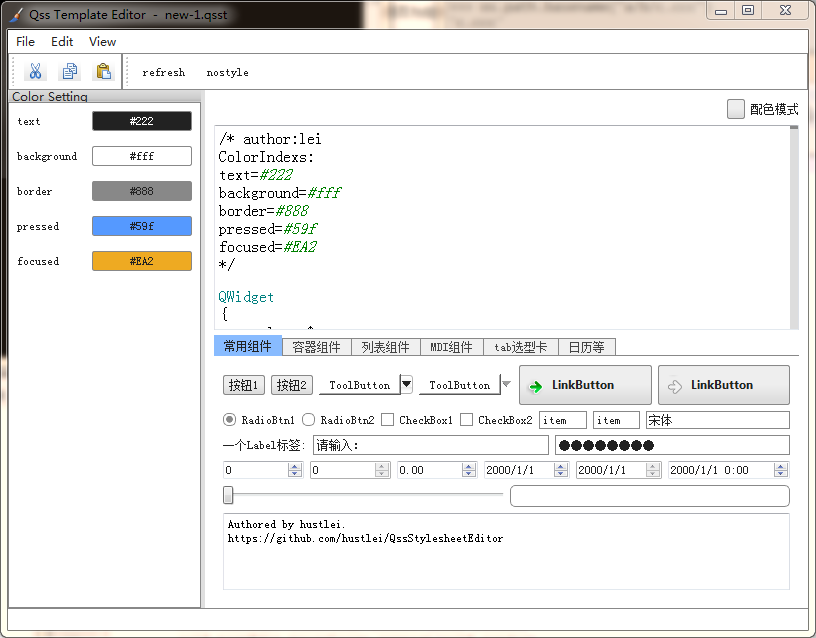 Qss Template Editor - new-1.qsst
File Edit View
refresh nostyle
Color Setting
text #222
background #fff
border #888
pressed #59f
focused #EA2
配色模式
/* author:lei
ColorIndexs:
text=#222
background=#fff
border=#888
pressed=#59f
focused=#EA2
*/
QWidget
{
常用组件 容器组件 列表组件 MDI组件 tab选型卡 日历等
按钮1 按钮2 ToolButton ToolButton LinkButton LinkButton
RadioBtn1 RadioBtn2 CheckBox1 CheckBox2 item item 宋体
一个Label标签: 请输入: ●●●●●●●●
0 0 0.00 2000/1/1 2000/1/1 2000/1/1 0:00
Authored by hustlei.
https://github.com/hustlei/QssStylesheetEditor